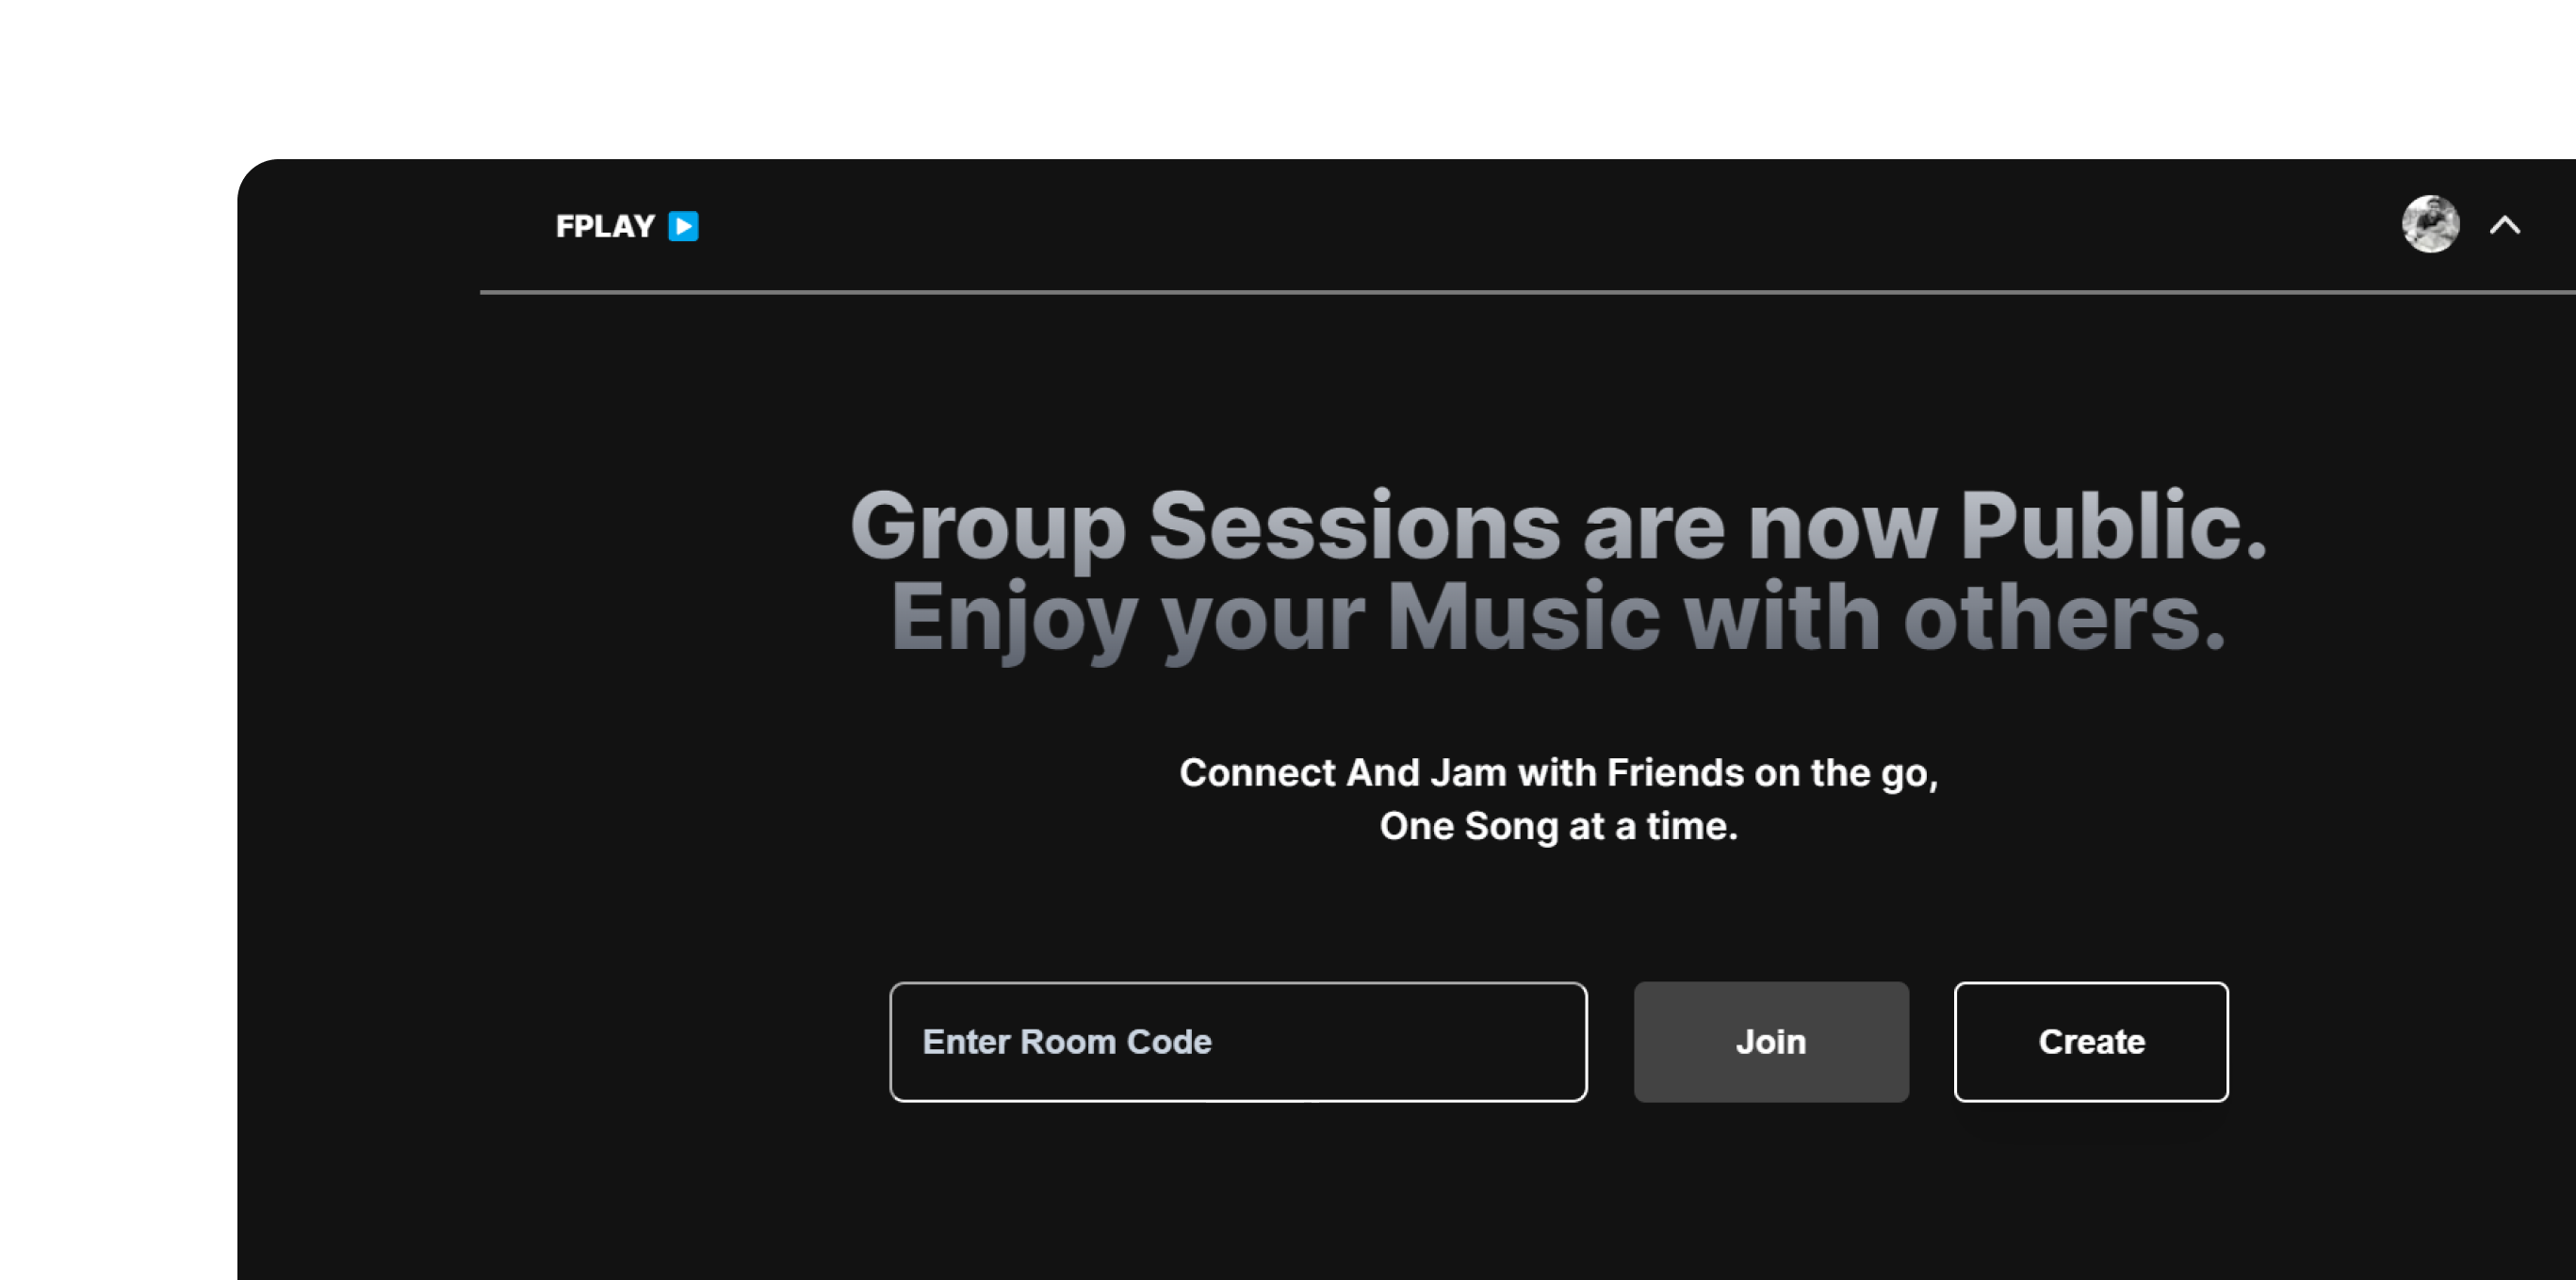 FPLAY
Group Sessions are now Public.
Enjoy your Music with others.
Connect And Jam with Friends on the go,
One Song at a time.
Enter Room Code
Join
Create